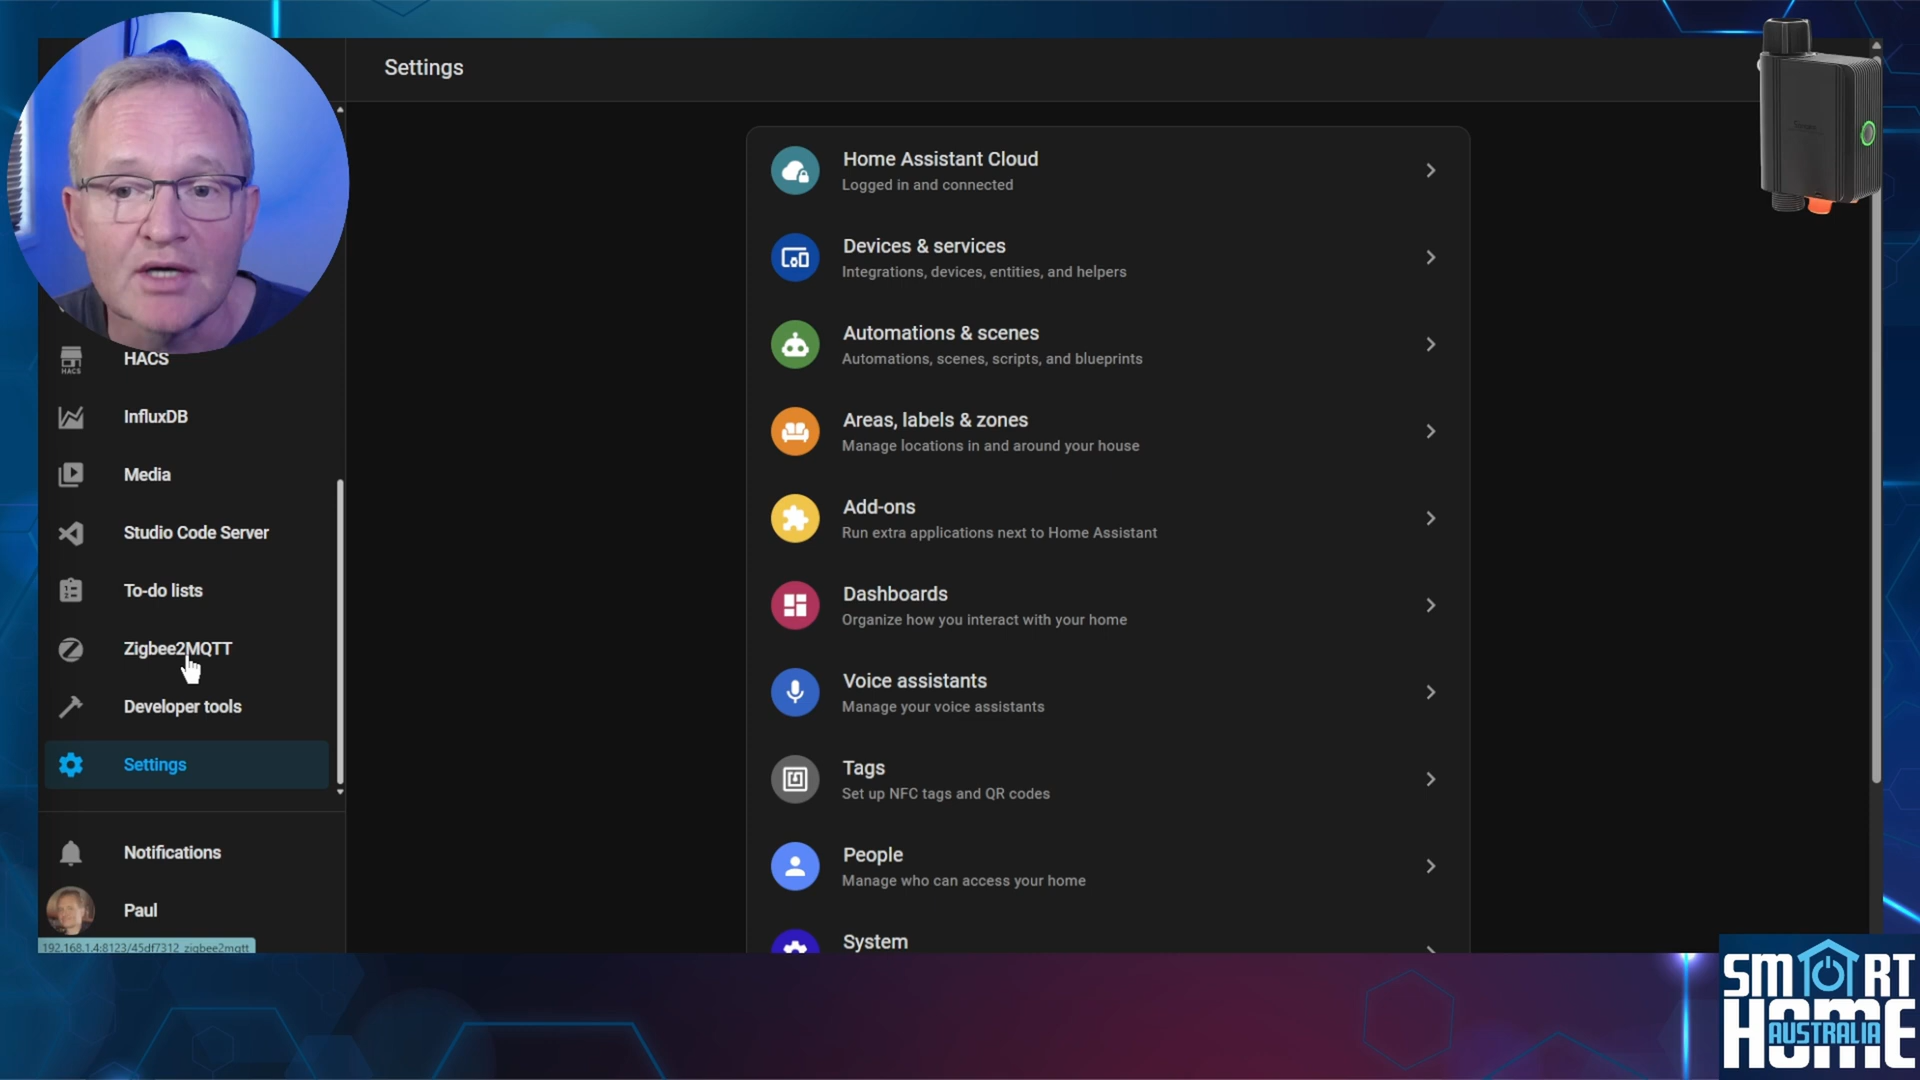 Settings
Home Assistant Cloud
Logged in and connected
Devices & services
Integrations, devices, entities, and helpers
Automations & scenes
Automations, scenes, scripts, and blueprints
Areas, labels & zones
Manage locations in and around your house
Add-ons
Run extra applications next to Home Assistant
Dashboards
Organize how you interact with your home
Voice assistants
Manage your voice assistants
Tags
Set up NFC tags and QR codes
People
Manage who can access your home
System
HACS
HACS
InfluxDB
Media
Studio Code Server
To-do lists
Zigbee2MQTT
Developer tools
Settings
Notifications
Paul
192.168.1.4:8123/45df7312_zigbee2mqtt
SMART
HOME
AUSTRALIA